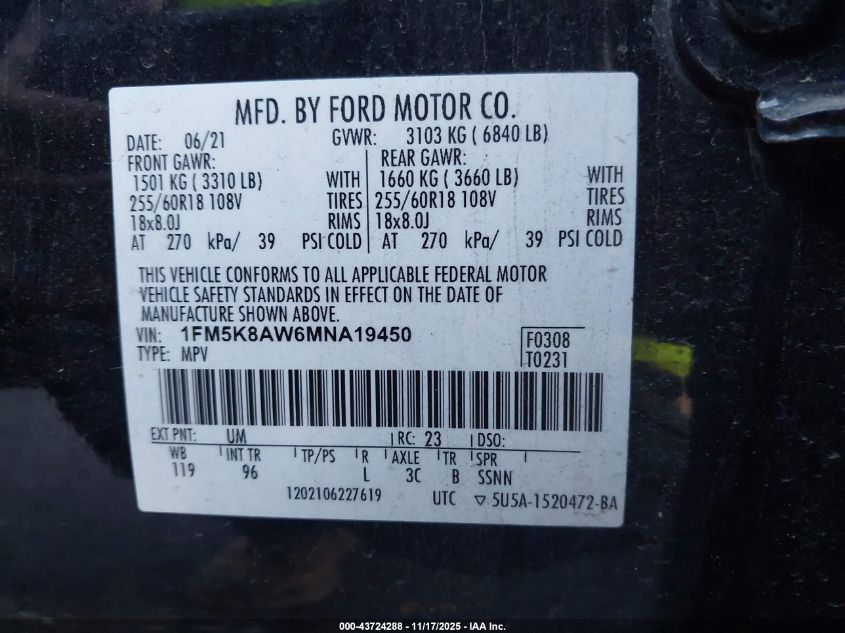 MFD. BY FORD MOTOR CO.
DATE: 06/21 GVWR: 3103 KG ( 6840 LB)
FRONT GAWR: REAR GAWR:
1501 KG ( 3310 LB) WITH 1660 KG ( 3660 LB) WITH
255/60R18 108V TIRES 255/60R18 108V TIRES
18x8.0J RIMS 18x8.0J RIMS
AT 270 kPa/ 39 PSI COLD AT 270 kPa/ 39 PSI COLD
THIS VEHICLE CONFORMS TO ALL APPLICABLE FEDERAL MOTOR
VEHICLE SAFETY STANDARDS IN EFFECT ON THE DATE OF
MANUFACTURE SHOWN ABOVE.
VIN: 1FM5K8AW6MNA19450 F0308
TYPE: MPV T0231
EXT PNT: UM RC: 23 DSO:
WB INT TR TP/PS R AXLE TR SPR
119 96 L 3C B SSNN
1202106227619 UTC ▽ 5U5A-1520472-BA
000-43724288 - 11/17/2025 - IAA Inc.